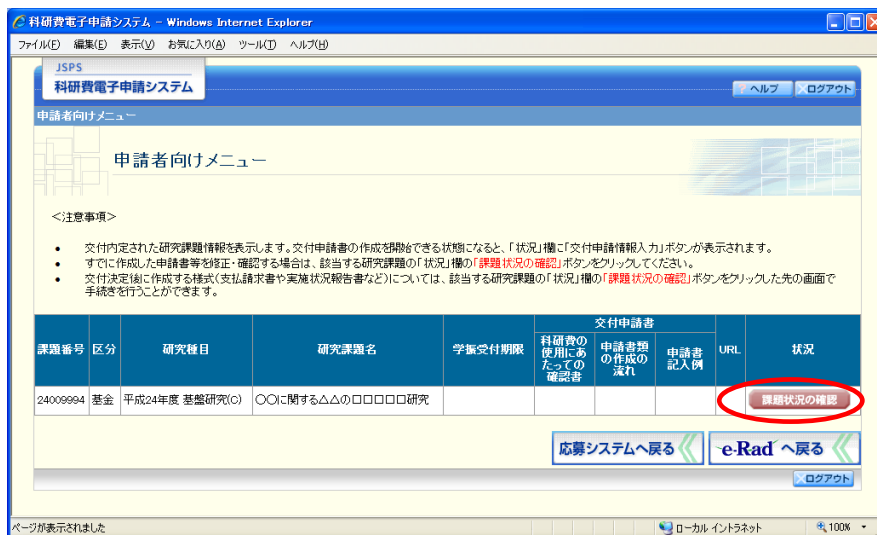 科研費電子申請システム - Windows Internet Explorer
ファイル(F) 編集(E) 表示(V) お気に入り(A) ツール(T) ヘルプ(H)
JSPS
科研費電子申請システム
? ヘルプ ×ログアウト
申請者向けメニュー
申請者向けメニュー
<注意事項>
• 交付内定された研究課題情報を表示します。交付申請書の作成を開始できる状態になると、「状況」欄に「交付申請情報入力」ボタンが表示されます。
• すでに作成した申請書等を修正・確認する場合は、該当する研究課題の「状況」欄の「課題状況の確認」ボタンをクリックしてください。
• 交付決定後に作成する様式(支払請求書や実施状況報告書など)については、該当する研究課題の「状況」欄の「課題状況の確認」ボタンをクリックした先の画面で
手続きを行うことができます。
交付申請書
課題番号 区分 研究種目 研究課題名 学振受付期限 科研費の使用にあたっての確認書 申請書類の作成の流れ 申請書記入例 URL 状況
24009994 基金 平成24年度 基盤研究(C) 〇〇に関する△△の□□□□□研究 課題状況の確認
応募システムへ戻る e-Rad へ戻る
×ログアウト
ページが表示されました ローカル イントラネット 100%